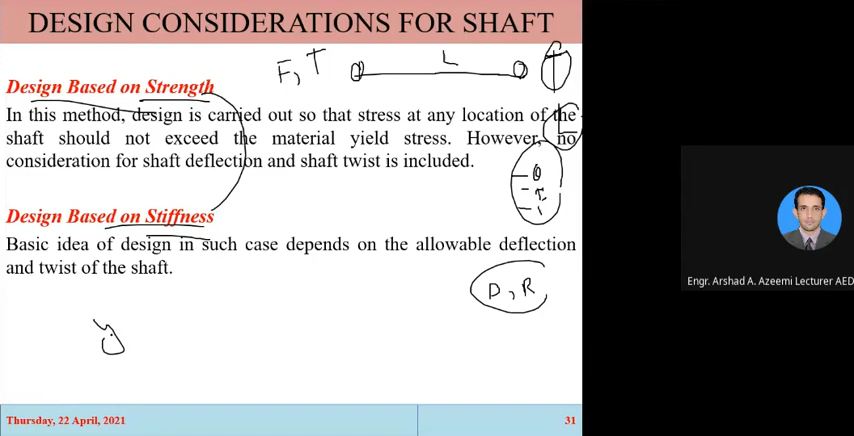 DESIGN CONSIDERATIONS FOR SHAFT
F, T
L
T
Design Based on Strength
In this method, design is carried out so that stress at any location of the
shaft should not exceed the material yield stress. However, no
consideration for shaft deflection and shaft twist is included.
L
Design Based on Stiffness
Basic idea of design in such case depends on the allowable deflection
and twist of the shaft.
D, R
Engr. Arshad A. Azeemi Lecturer AED
Thursday, 22 April, 2021
31